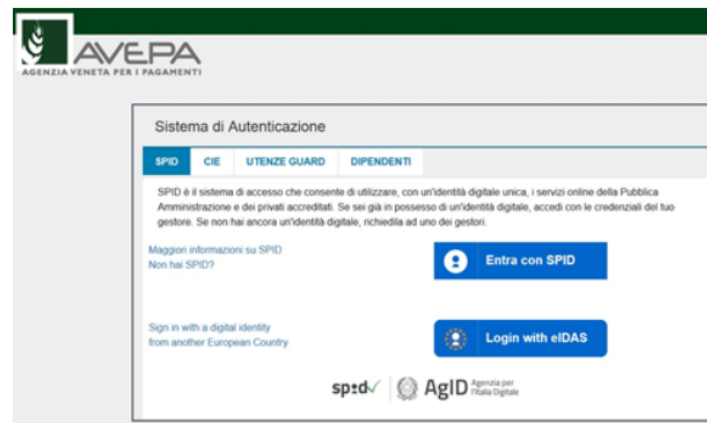 AVEPA
AGENZIA VENETA PER I PAGAMENTI
Sistema di Autenticazione
SPID CIE UTENZE GUARD DIPENDENTI
SPID è il sistema di accesso che consente di utilizzare, con un'identità digitale unica, i servizi online della Pubblica
Amministrazione e dei privati accreditati. Se sei già in possesso di un'identità digitale, accedi con le credenziali del tuo
gestore. Se non hai ancora un'identità digitale, richiedila ad uno dei gestori.
Maggiori informazioni su SPID
Non hai SPID?
Entra con SPID
Sign in with a digital identity
from another European Country
Login with eIDAS
spid AgID Agenzia per
l'Italia Digitale